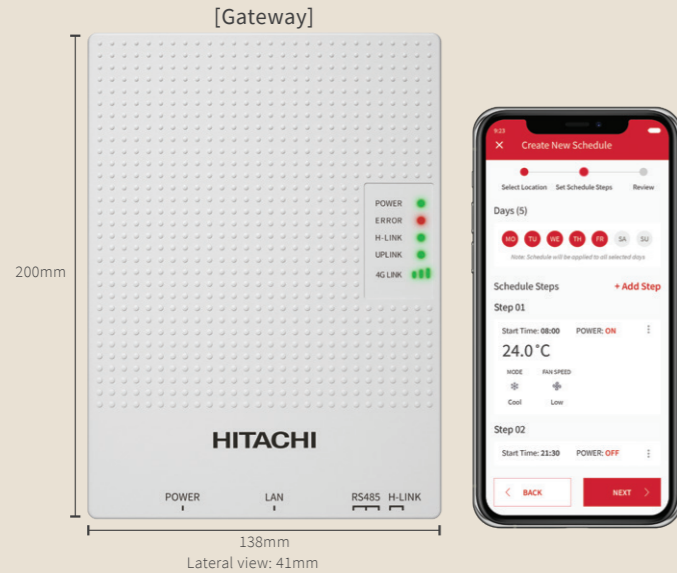 [Gateway]
200mm
POWER
ERROR
H-LINK
UPLINK
4G LINK
HITACHI
POWER LAN RS485 H-LINK
138mm
Lateral view: 41mm
9:23
Create New Schedule
Select Location Set Schedule Steps Review
Days (5)
MO TU WE TH FR SA SU
Note: Schedule will be applied to all selected days
Schedule Steps + Add Step
Step 01
Start Time: 08:00 POWER: ON
24.0°C
MODE FAN SPEED
Cool Low
Step 02
Start Time: 21:30 POWER: OFF
BACK NEXT